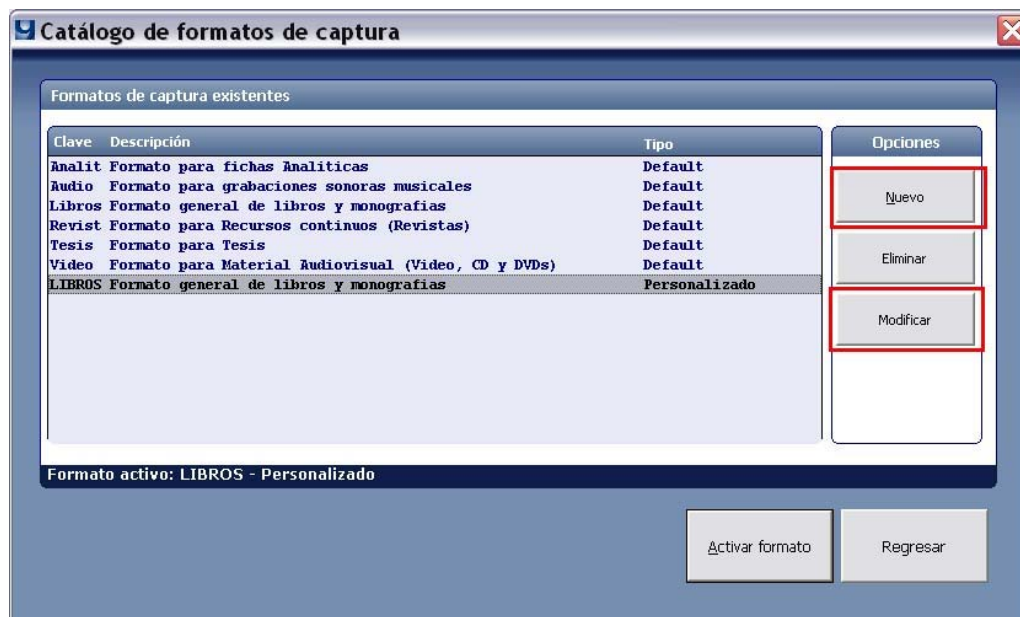 Catálogo de formatos de captura
Formatos de captura existentes
Clave Descripción Tipo
Analit Formato para fichas Analiticas Default
Audio Formato para grabaciones sonoras musicales Default
Libros Formato general de libros y monografias Default
Revist Formato para Recursos continuos (Revistas) Default
Tesis Formato para Tesis Default
Video Formato para Material Audiovisual (Video, CD y DVDs) Default
LIBROS Formato general de libros y monografias Personalizado
Opciones
Nuevo
Eliminar
Modificar
Formato activo: LIBROS - Personalizado
Activar formato
Regresar